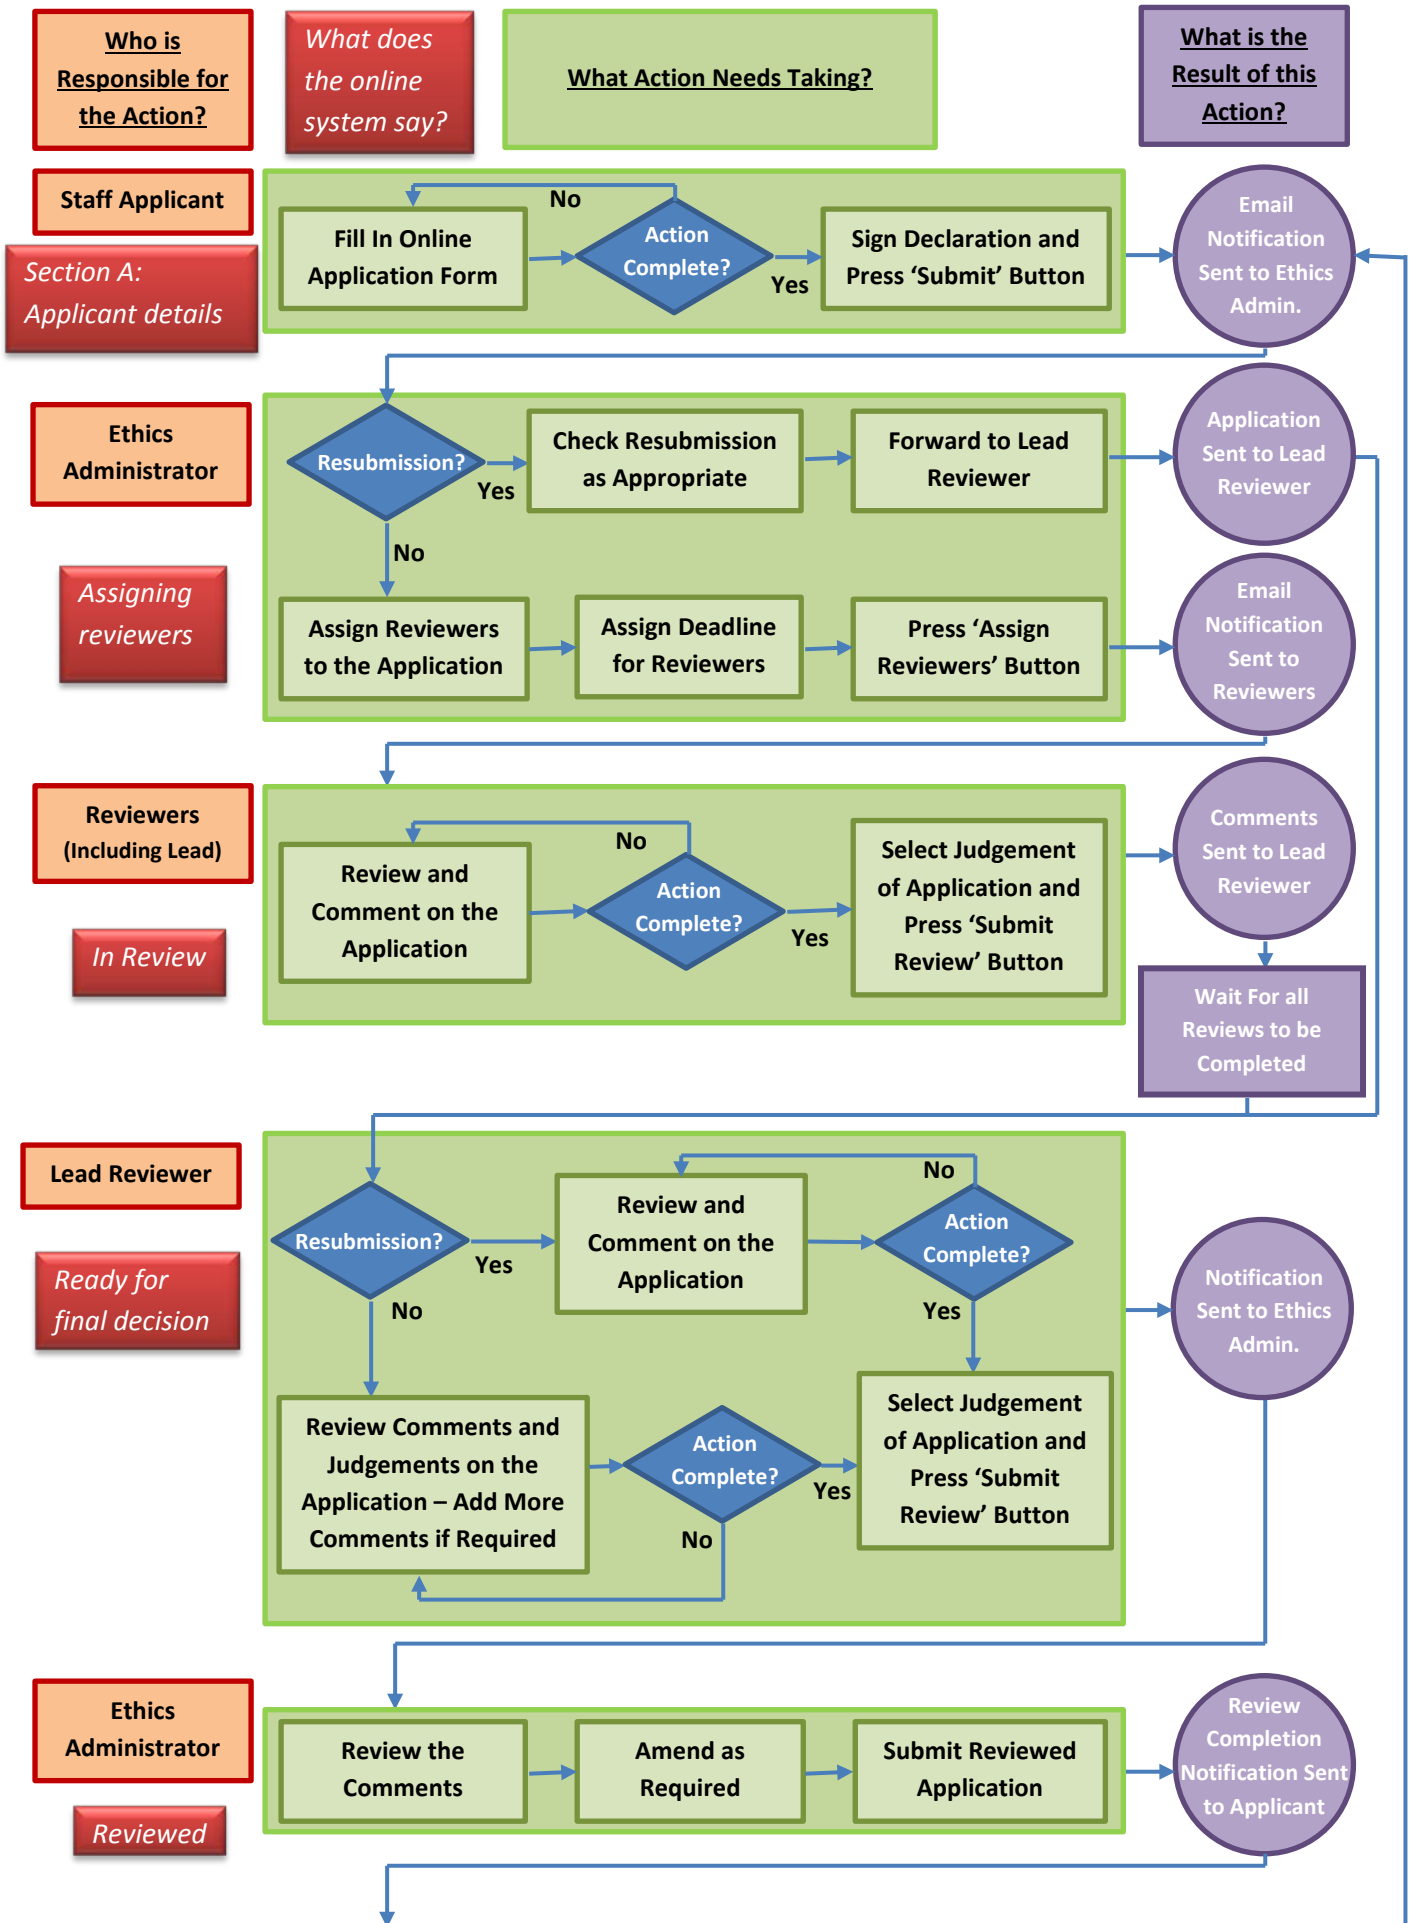 Who is
Responsible for
the Action?
What does
the online
system say?
What Action Needs Taking?
What is the
Result of this
Action?
Staff Applicant
Section A:
Applicant details
Fill In Online
Application Form
No
Action
Complete?
Yes
Sign Declaration and
Press ‘Submit’ Button
Email
Notification
Sent to Ethics
Admin.
Ethics
Administrator
Resubmission?
Yes
Check Resubmission
as Appropriate
Forward to Lead
Reviewer
Application
Sent to Lead
Reviewer
No
Assigning
reviewers
Assign Reviewers
to the Application
Assign Deadline
for Reviewers
Press ‘Assign
Reviewers’ Button
Email
Notification
Sent to
Reviewers
Reviewers
(Including Lead)
In Review
Review and
Comment on the
Application
No
Action
Complete?
Yes
Select Judgement
of Application and
Press ‘Submit
Review’ Button
Comments
Sent to Lead
Reviewer
Wait For all
Reviews to be
Completed
Lead Reviewer
Ready for
final decision
Resubmission?
Yes
Review and
Comment on the
Application
No
Action
Complete?
Yes
No
Review Comments and
Judgements on the
Application – Add More
Comments if Required
Action
Complete?
Yes
No
Select Judgement
of Application and
Press ‘Submit
Review’ Button
Notification
Sent to Ethics
Admin.
Ethics
Administrator
Reviewed
Review the
Comments
Amend as
Required
Submit Reviewed
Application
Review
Completion
Notification Sent
to Applicant